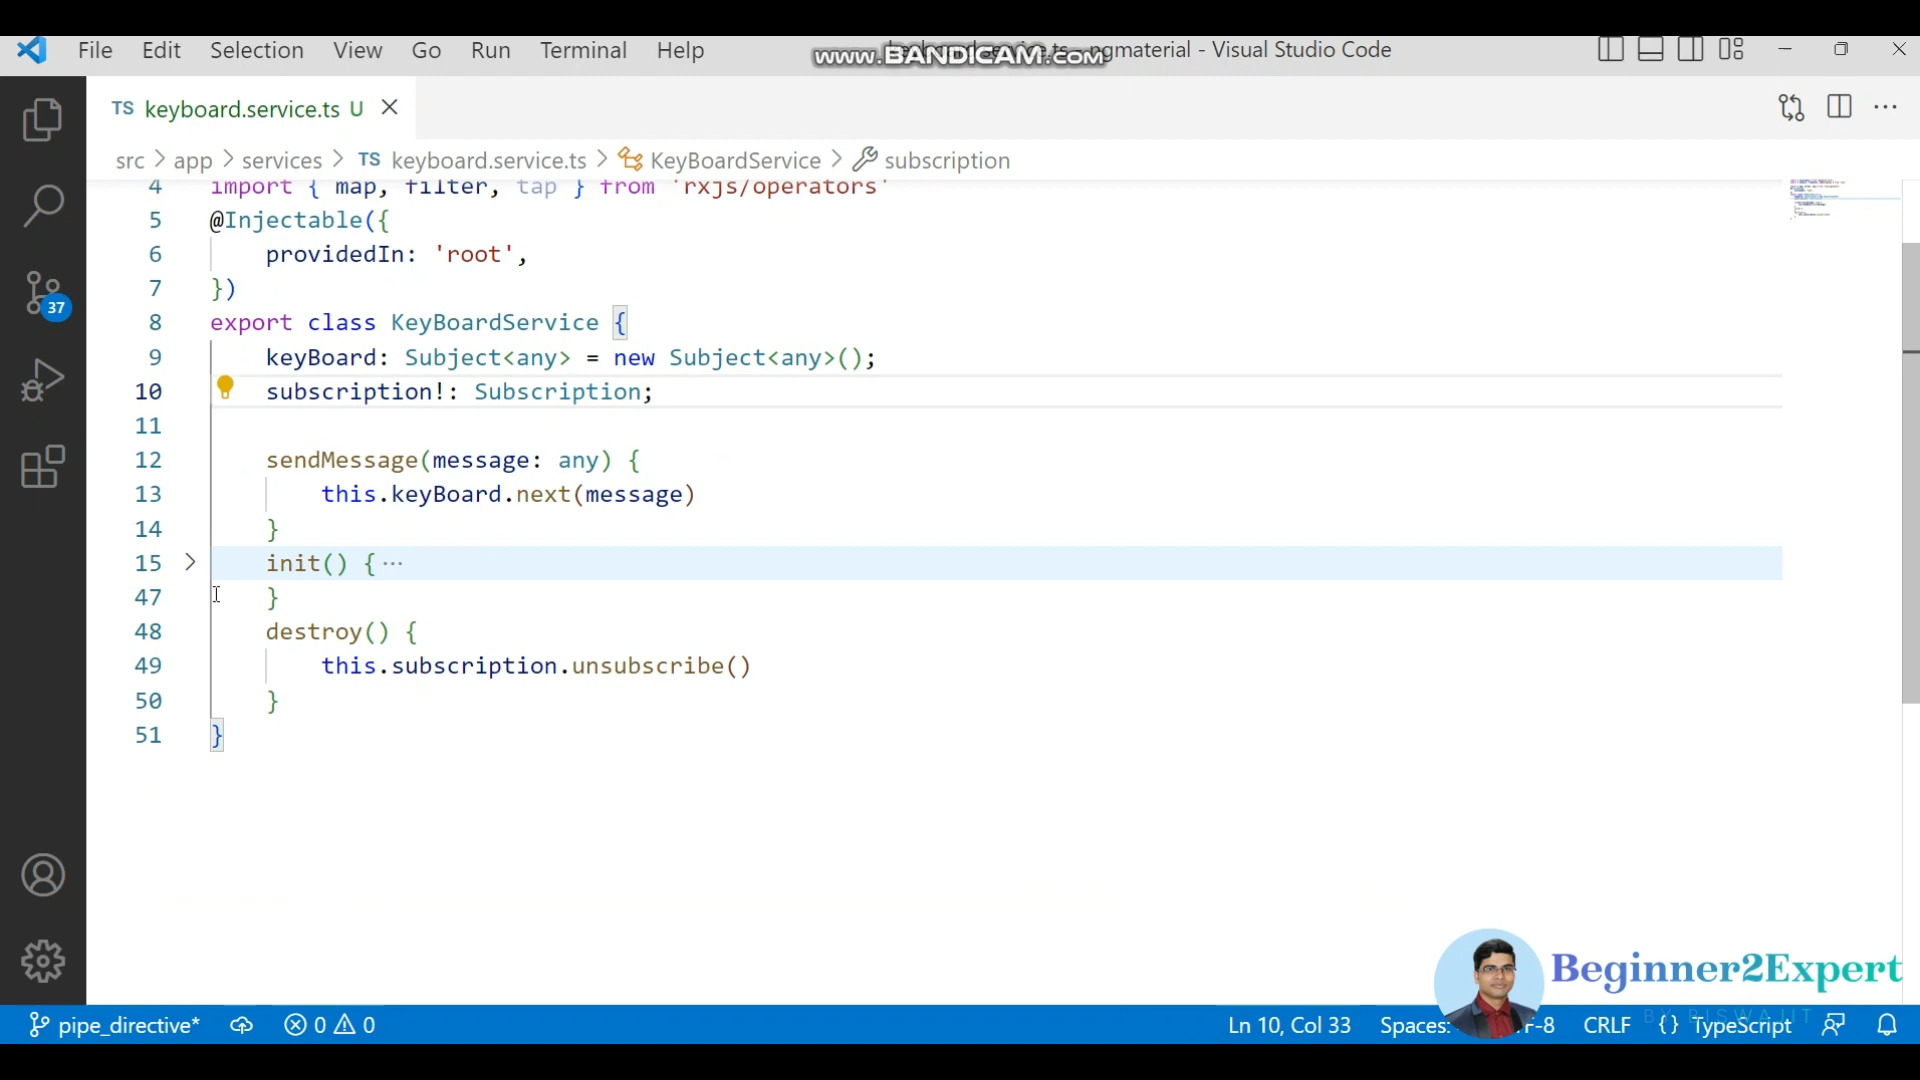 File Edit Selection View Go Run Terminal Help www.BANDICAM.com ngmaterial - Visual Studio Code
TS keyboard.service.ts U
src > app > services > TS keyboard.service.ts > KeyBoardService > subscription
4 import { map, filter, tap } from 'rxjs/operators'
5 @Injectable({
6 providedIn: 'root',
7 })
8 export class KeyBoardService {
9 keyBoard: Subject<any> = new Subject<any>();
10 subscription!: Subscription;
11
12 sendMessage(message: any) {
13 this.keyBoard.next(message)
14 }
15 init() { ···
47 }
48 destroy() {
49 this.subscription.unsubscribe()
50 }
51 }
37
Beginner2Expert
BY BISWAJIT
pipe_directive* 0 0 Ln 10, Col 33 Spaces: F-8 CRLF {} TypeScript